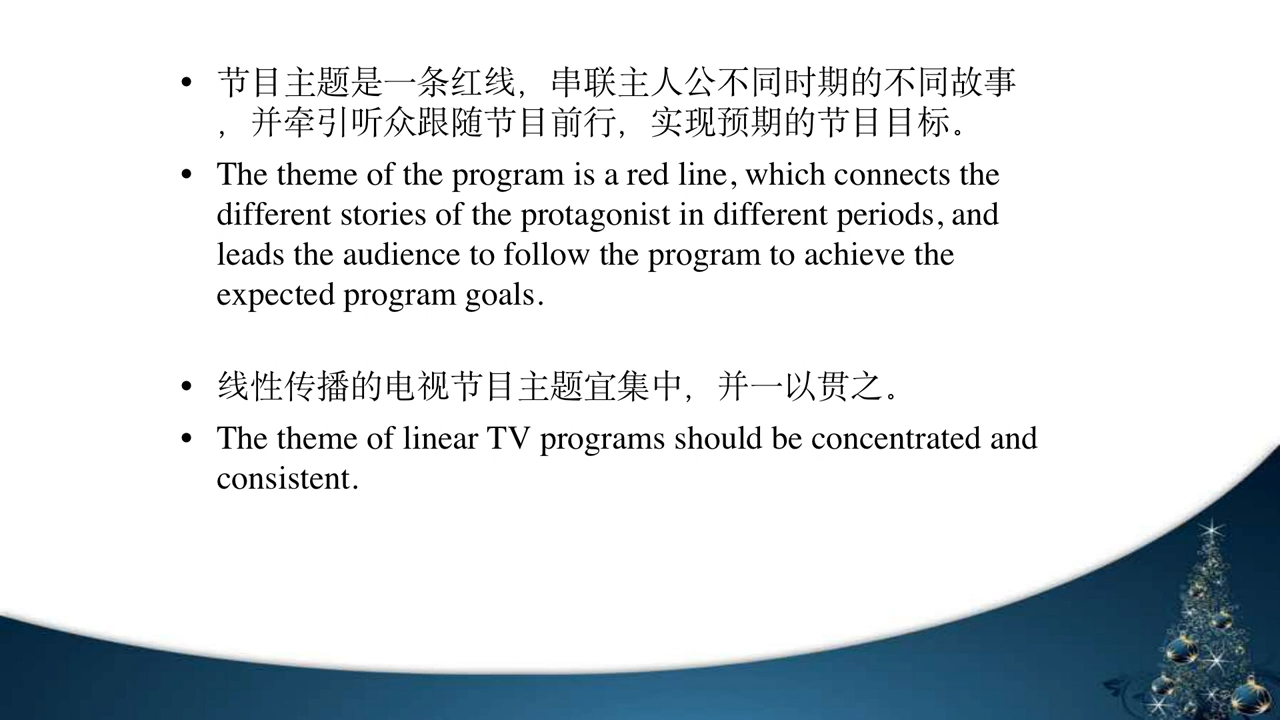 • 节目主题是一条红线，串联主人公不同时期的不同故事
，并牵引听众跟随节目前行，实现预期的节目目标。
• The theme of the program is a red line, which connects the
different stories of the protagonist in different periods, and
leads the audience to follow the program to achieve the
expected program goals.
• 线性传播的电视节目主题宜集中，并一以贯之。
• The theme of linear TV programs should be concentrated and
consistent.